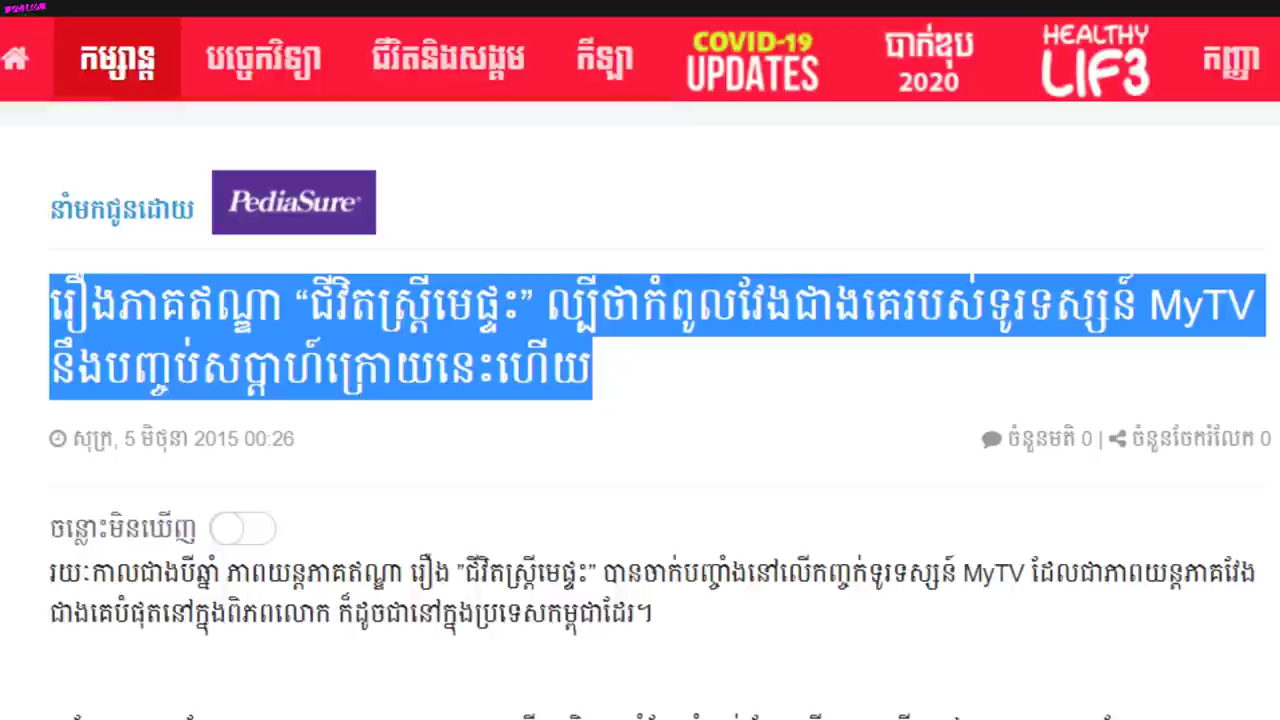 កម្សាន្ត បច្ចេកវិទ្យា ជីវិតនិងសង្គម កីឡា COVID-19 UPDATES បាក់ឌុប 2020 HEALTHY LIF3 កញ្ញា
នាំមកជូនដោយ PediaSure
រឿងភាគឥណ្ឌា “ជីវិតស្ត្រីមេផ្ទះ” ល្បីថាកំពូលវែងជាងគេរបស់ទូរទស្សន៍ MyTV
នឹងបញ្ចប់សប្តាហ៍ក្រោយនេះហើយ
សុក្រ, 5 មិថុនា 2015 00:26 ចំនួនមតិ 0 | ចំនួនចែករំលែក 0
ចន្លោះមិនឃើញ
រយៈកាលជាងបីឆ្នាំ ភាពយន្តភាគឥណ្ឌា រឿង ”ជីវិតស្ត្រីមេផ្ទះ” បានចាក់បញ្ចាំងនៅលើកញ្ចក់ទូរទស្សន៍ MyTV ដែលជាភាពយន្តភាគវែង
ជាងគេបំផុតនៅក្នុងពិភពលោក ក៏ដូចជានៅក្នុងប្រទេសកម្ពុជាដែរ។